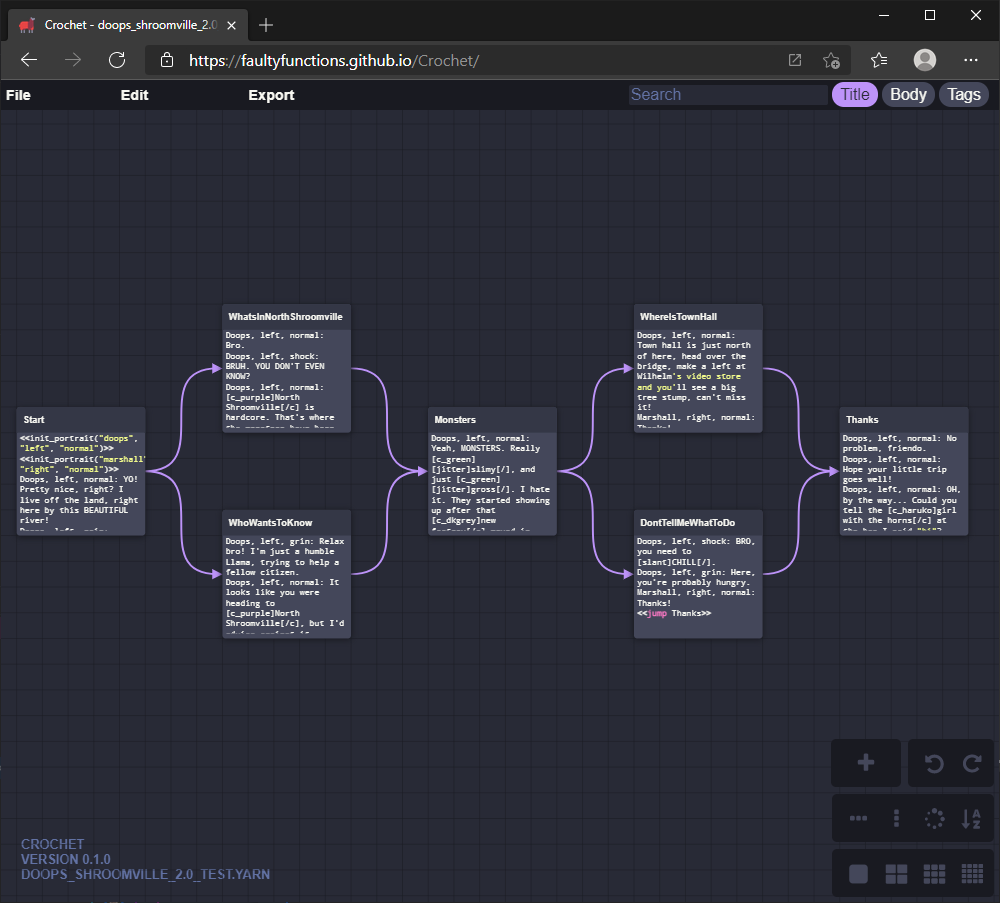 Crochet - doops_shroomville_2.0
https://faultyfunctions.github.io/Crochet/
File
Edit
Export
Search
Title
Body
Tags
Start
<<init_portrait("doops",
"left", "normal")>>
<<init_portrait("marshall"
"right", "normal")>>
Doops, left, normal: YO!
Pretty nice, right? I
live off the land, right
here by this BEAUTIFUL
river!
WhatsInNorthShroomville
Doops, left, normal:
Bro.
Doops, left, shock:
BRUH. YOU DON'T EVEN
KNOW?
Doops, left, normal:
[c_purple]North
Shroomville[/c] is
hardcore. That's where
WhoWantsToKnow
Doops, left, grin: Relax
bro! I'm just a humble
Llama, trying to help a
fellow citizen.
Doops, left, normal: It
looks like you were
heading to
[c_purple]North
Shroomville[/c], but I'd
Monsters
Doops, left, normal:
Yeah, MONSTERS. Really
[c_green]
[jitter]slimy[/], and
just [c_green]
[jitter]gross[/]. I hate
it. They started showing
up after that
[c_dkgrey]new
WhereIsTownHall
Doops, left, normal:
Town hall is just north
of here, head over the
bridge, make a left at
Wilhelm's video store
and you'll see a big
tree stump, can't miss
it!
Marshall, right, normal:
Thanks!
DontTellMeWhatToDo
Doops, left, shock: BRO,
you need to
[slant]CHILL[/].
Doops, left, grin: Here,
you're probably hungry.
Marshall, right, normal:
Thanks!
<<jump Thanks>>
Thanks
Doops, left, normal: No
problem, friendo.
Doops, left, normal:
Hope your little trip
goes well!
Doops, left, normal: OH,
by the way... Could you
tell the [c_haruko]girl
with the horns[/c] at
CROCHET
VERSION 0.1.0
DOOPS_SHROOMVILLE_2.0_TEST.YARN